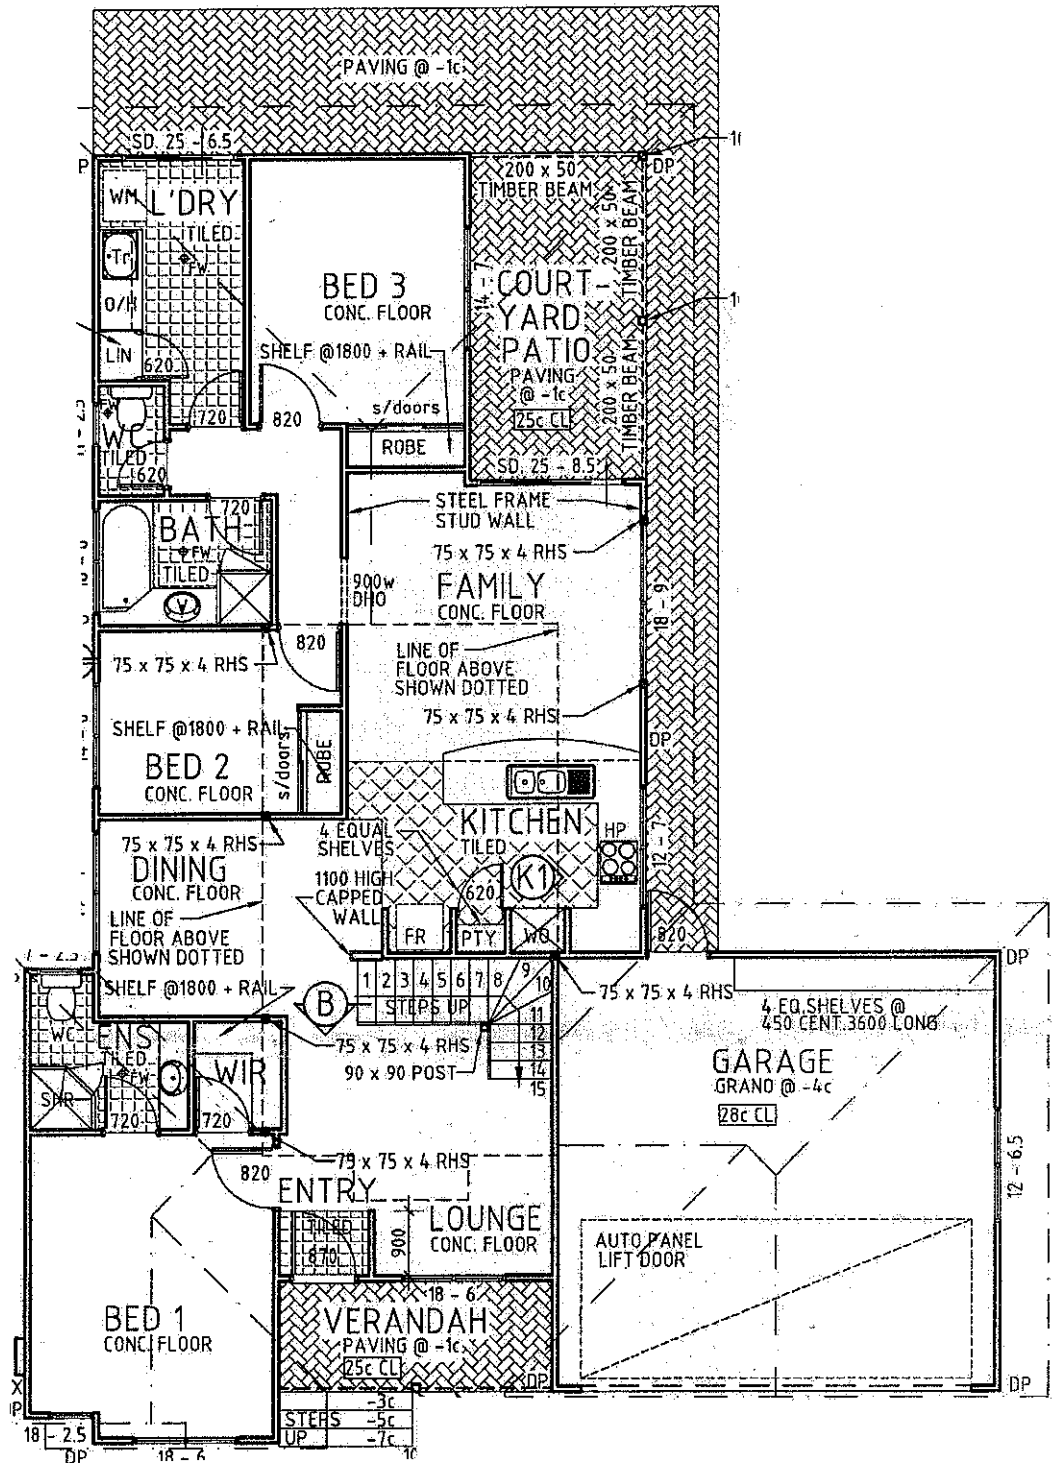 PAVING @ -1c
SD. 25 - 6.5
P
DP
200 x 50
TIMBER BEAM
200 x 50
TIMBER BEAM
WM
L'DRY
TILED
Tr
FW
O/H
LIN
620
720
820
BED 3
CONC. FLOOR
SHELF @1800 + RAIL
s/doors
ROBE
14 - 7
COURT-
YARD
PATIO
PAVING
@ -1c
25c CL
200 x 50
TIMBER BEAM
SD. 25 - 8.5
FW
WC
TILED
620
720
BATH
FW
TILED
V
STEEL FRAME
STUD WALL
75 x 75 x 4 RHS
900w
DHO
FAMILY
CONC. FLOOR
18 - 9
820
LINE OF
FLOOR ABOVE
SHOWN DOTTED
75 x 75 x 4 RHS
75 x 75 x 4 RHS
SHELF @1800 + RAIL
s/doors
ROBE
BED 2
CONC. FLOOR
DP
75 x 75 x 4 RHS
4 EQUAL
SHELVES
KITCHEN
TILED
HP
12 - 7
K1
620
DINING
CONC. FLOOR
1100 HIGH
CAPPED
WALL
LINE OF
FLOOR ABOVE
SHOWN DOTTED
FR
PTY
WO
820
SHELF @1800 + RAIL
1 2 3 4 5 6 7 8 9 10
STEPS UP
11
12
13
14
15
B
75 x 75 x 4 RHS
DP
4 EQ.SHELVES @
450 CENT.3600 LONG
WC
ENS
TILED
FW
SHR
720
WIR
720
75 x 75 x 4 RHS
90 x 90 POST
GARAGE
GRANO @ -4c
28c CL
75 x 75 x 4 RHS
820
ENTRY
TILED
870
900
LOUNGE
CONC. FLOOR
12 - 6.5
AUTO PANEL
LIFT DOOR
18 - 6
BED 1
CONC. FLOOR
VERANDAH
PAVING @ -1c
25c CL
DP
DP
-3c
STEPS -5c
UP -7c
18 - 2.5
DP
18 - 6